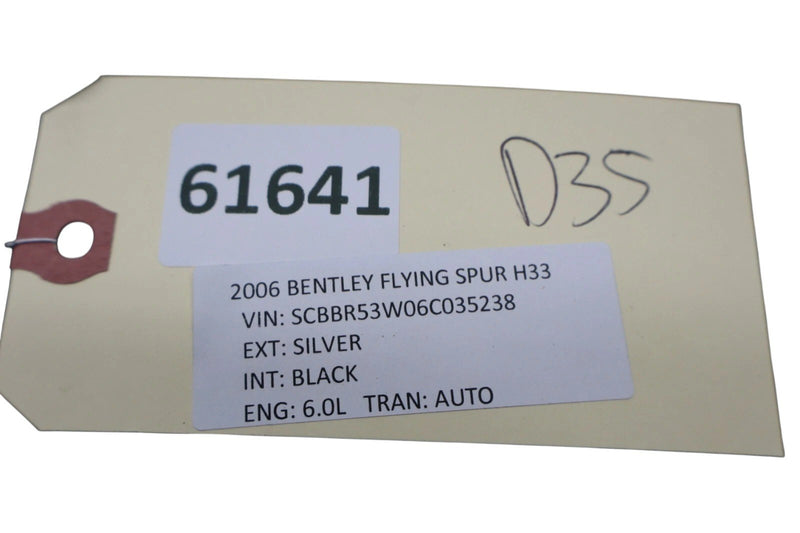 61641
D35
2006 BENTLEY FLYING SPUR H33
VIN: SCBBR53W06C035238
EXT: SILVER
INT: BLACK
ENG: 6.0L TRAN: AUTO